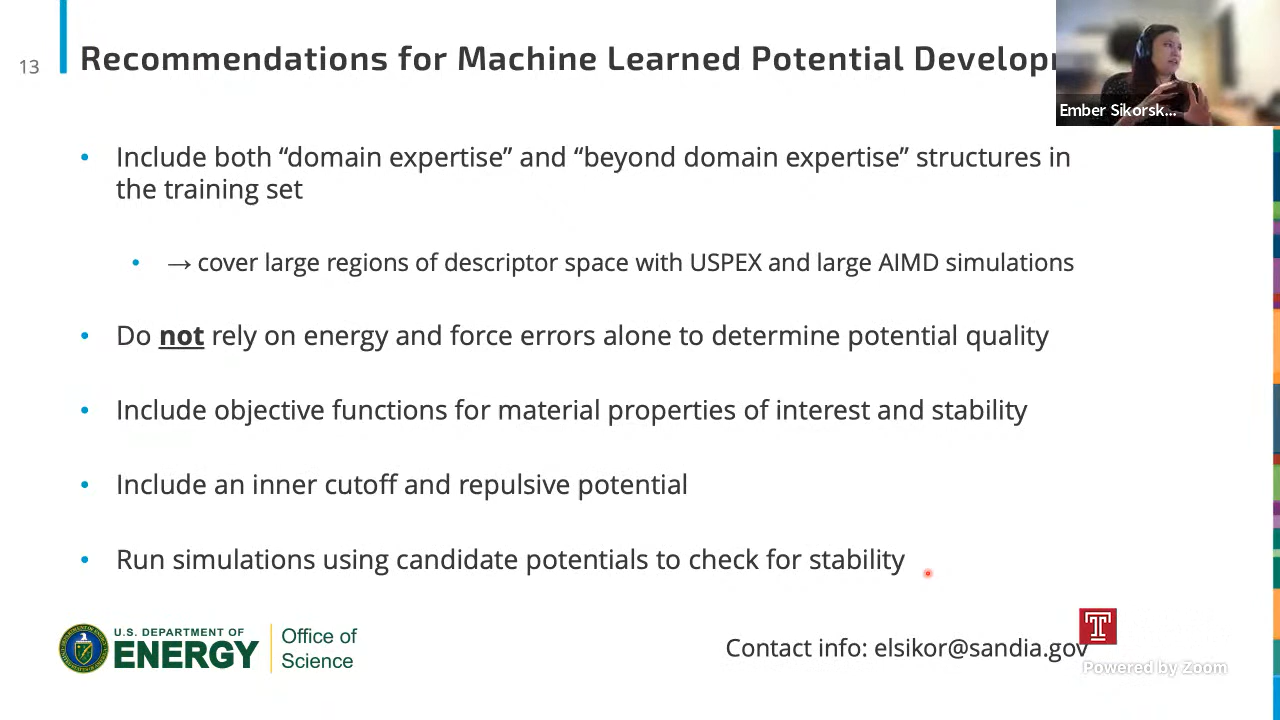 13
Recommendations for Machine Learned Potential Develop
Ember Sikorsk...
• Include both “domain expertise” and “beyond domain expertise” structures in
the training set
• → cover large regions of descriptor space with USPEX and large AIMD simulations
• Do not rely on energy and force errors alone to determine potential quality
• Include objective functions for material properties of interest and stability
• Include an inner cutoff and repulsive potential
• Run simulations using candidate potentials to check for stability
U.S. DEPARTMENT OF
ENERGY
Office of
Science
Contact info: elsikor@sandia.gov
T
Powered by Zoom